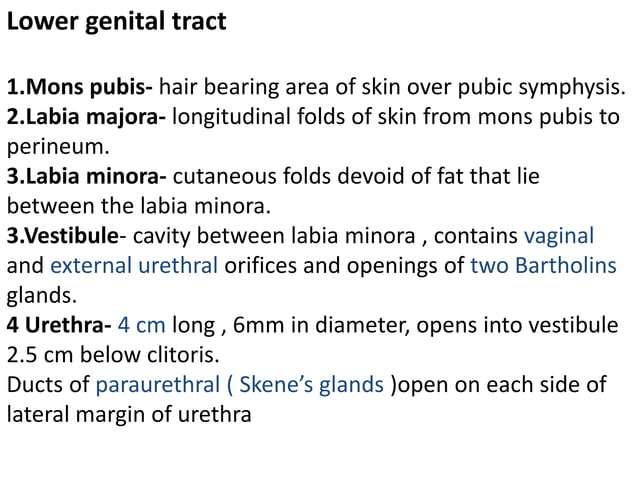 Lower genital tract
1.Mons pubis- hair bearing area of skin over pubic symphysis.
2.Labia majora- longitudinal folds of skin from mons pubis to
perineum.
3.Labia minora- cutaneous folds devoid of fat that lie
between the labia minora.
3.Vestibule- cavity between labia minora , contains vaginal
and external urethral orifices and openings of two Bartholins
glands.
4 Urethra- 4 cm long , 6mm in diameter, opens into vestibule
2.5 cm below clitoris.
Ducts of paraurethral ( Skene’s glands )open on each side of
lateral margin of urethra